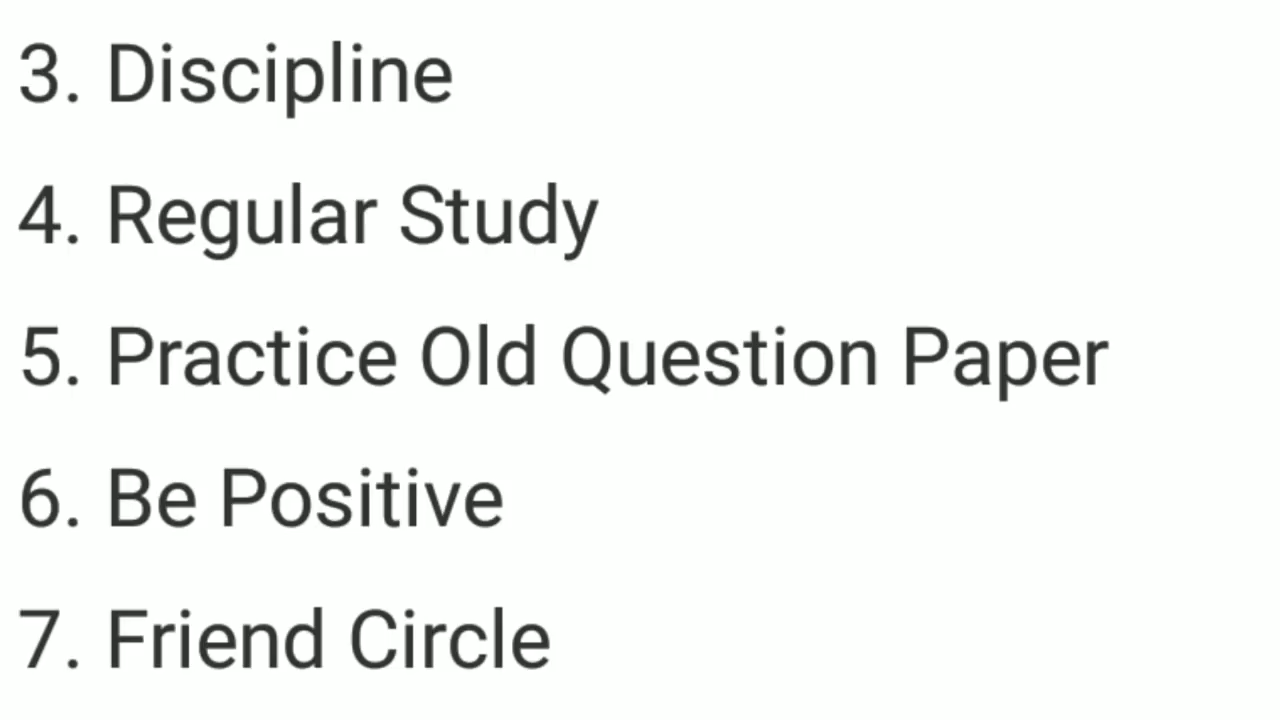 3. Discipline
4. Regular Study
5. Practice Old Question Paper
6. Be Positive
7. Friend Circle